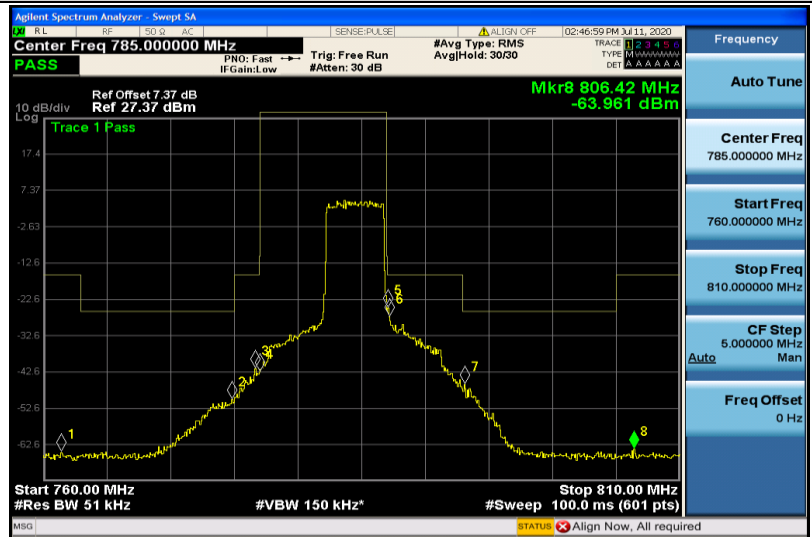 Agilent Spectrum Analyzer - Swept SA
LXI RL RF 50 Ω AC SENSE:PULSE ALIGN OFF 02:46:59 PM Jul 11, 2020
Center Freq 785.000000 MHz
PASS
PNO: Fast
IFGain:Low
Trig: Free Run
#Atten: 30 dB
#Avg Type: RMS
Avg|Hold: 30/30
TRACE 1 2 3 4 5 6
TYPE M W W W W W
DET A A A A A A
Ref Offset 7.37 dB
10 dB/div Ref 27.37 dBm
Log
Mkr8 806.42 MHz
-63.961 dBm
Trace 1 Pass
17.4
7.37
-2.63
-12.6
-22.6
-32.6
-42.6
-52.6
-62.6
1
2
3
4
5
6
7
8
Start 760.00 MHz Stop 810.00 MHz
#Res BW 51 kHz #VBW 150 kHz* #Sweep 100.0 ms (601 pts)
MSG STATUS Align Now, All required
Frequency
Auto Tune
Center Freq
785.000000 MHz
Start Freq
760.000000 MHz
Stop Freq
810.000000 MHz
CF Step
5.000000 MHz
Auto Man
Freq Offset
0 Hz